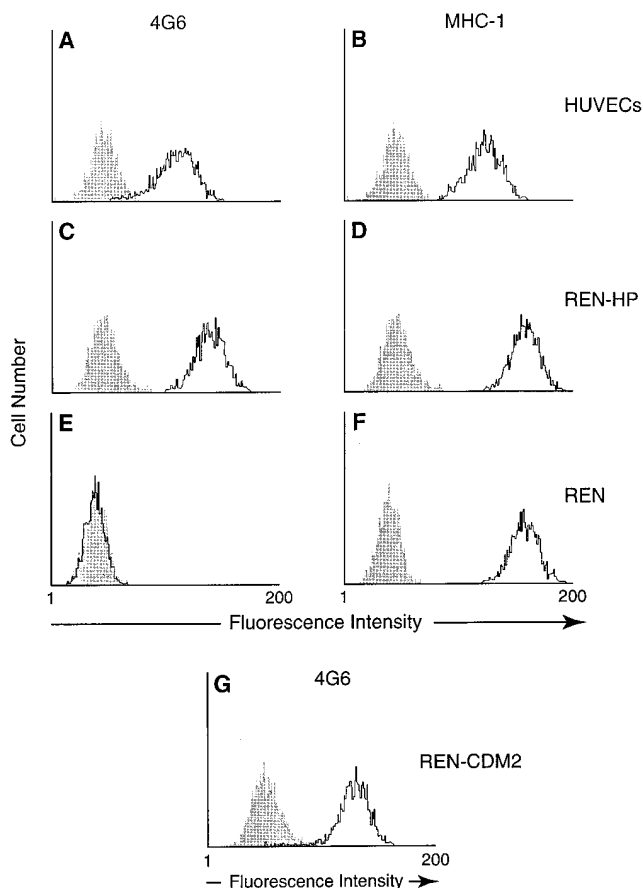 4G6 MHC-1
A B
HUVECs
C D
REN-HP
Cell Number
E F
REN
1 200 1 200
Fluorescence Intensity
G 4G6
REN-CDM2
1 200
Fluorescence Intensity